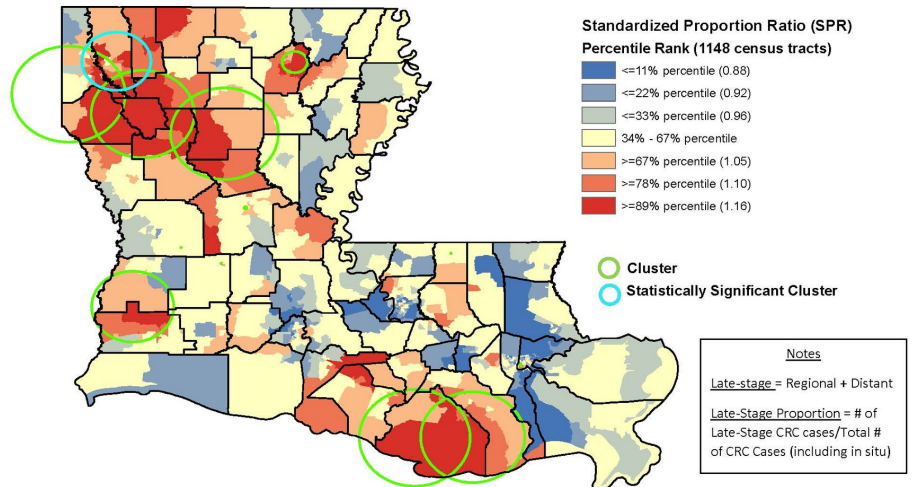 Standardized Proportion Ratio (SPR)
Percentile Rank (1148 census tracts)
<=11% percentile (0.88)
<=22% percentile (0.92)
<=33% percentile (0.96)
34% - 67% percentile
>=67% percentile (1.05)
>=78% percentile (1.10)
>=89% percentile (1.16)
Cluster
Statistically Significant Cluster
Notes
Late-stage = Regional + Distant
Late-Stage Proportion = # of
Late-Stage CRC cases/Total #
of CRC Cases (including in situ)